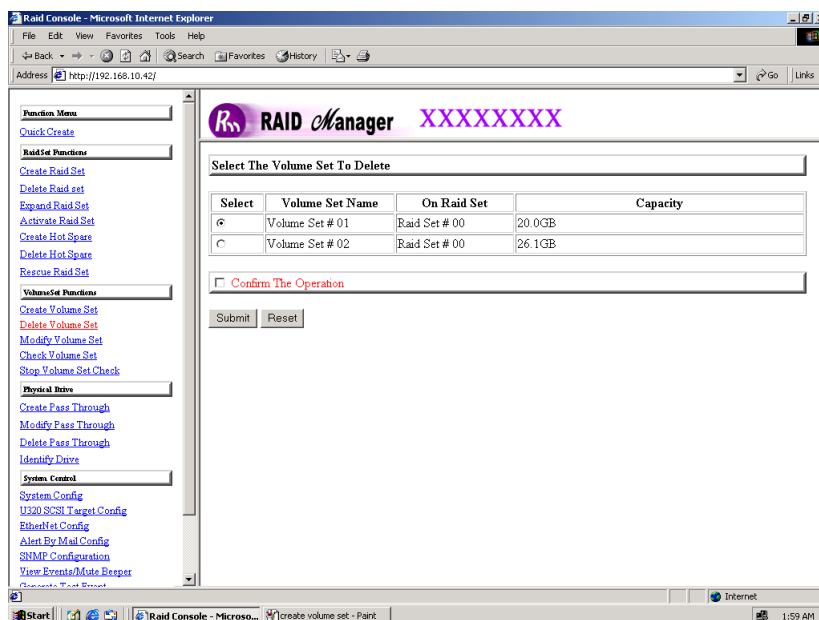 Raid Console - Microsoft Internet Explorer
File Edit View Favorites Tools Help
Back Search Favorites History
Address http://192.168.10.42/ Go Links
Function Menu
Quick Create
RaidSet Functions
Create Raid Set
Delete Raid set
Expand Raid Set
Activate Raid Set
Create Hot Spare
Delete Hot Spare
Rescue Raid Set
VolumeSet Functions
Create Volume Set
Delete Volume Set
Modify Volume Set
Check Volume Set
Stop Volume Set Check
Physical Drive
Create Pass Through
Modify Pass Through
Delete Pass Through
Identify Drive
System Control
System Config
U320 SCSI Target Config
EtherNet Config
Alert By Mail Config
SNMP Configuration
View Events/Mute Beeper
Generate Test Event
Rm RAID Manager XXXXXXXX
Select The Volume Set To Delete
Select Volume Set Name On Raid Set Capacity
Volume Set # 01 Raid Set # 00 20.0GB
Volume Set # 02 Raid Set # 00 26.1GB
Confirm The Operation
Submit Reset
Internet
Start Raid Console - Microso... create volume set - Paint 1:59 AM